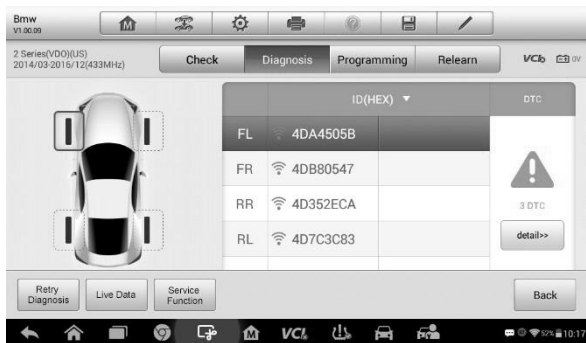 Bmw
V1.00.09
2 Series(VDO)(US)
2014/03-2016/12(433MHz)
Check
Diagnosis
Programming
Relearn
VCI
0V
ID(HEX)
DTC
FL 4DA4505B
FR 4DB80547
RR 4D352ECA
RL 4D7C3C83
3 DTC
detail>>
Retry
Diagnosis
Live Data
Service
Function
Back
VCI
52%
10:17